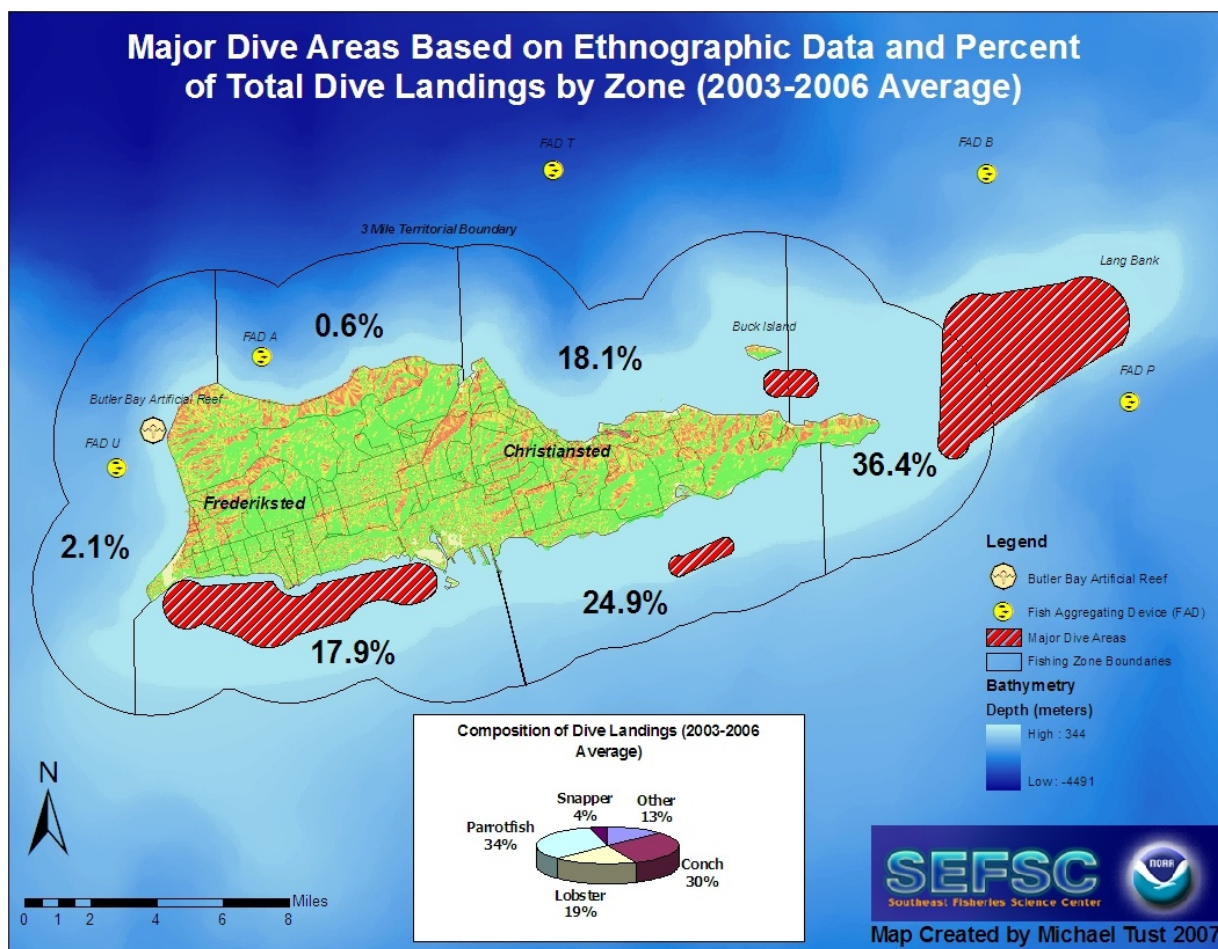 Major Dive Areas Based on Ethnographic Data and Percent
of Total Dive Landings by Zone (2003-2006 Average)
FAD T
FAD B
3 Mile Territorial Boundary
Lang Bank
0.6%
FAD A
18.1%
Buck Island
FAD P
Butler Bay Artificial Reef
FAD U
Christiansted
36.4%
Frederiksted
2.1%
24.9%
17.9%
Legend
Butler Bay Artificial Reef
Fish Aggregating Device (FAD)
Major Dive Areas
Fishing Zone Boundaries
Bathymetry
Depth (meters)
High : 344
Low : -4491
Composition of Dive Landings (2003-2006
Average)
Snapper
4%
Other
13%
Parrotfish
34%
Conch
30%
Lobster
19%
N
Miles
0 1 2 4 6 8
SEFSC
Southeast Fisheries Science Center
NOAA
Map Created by Michael Tust 2007